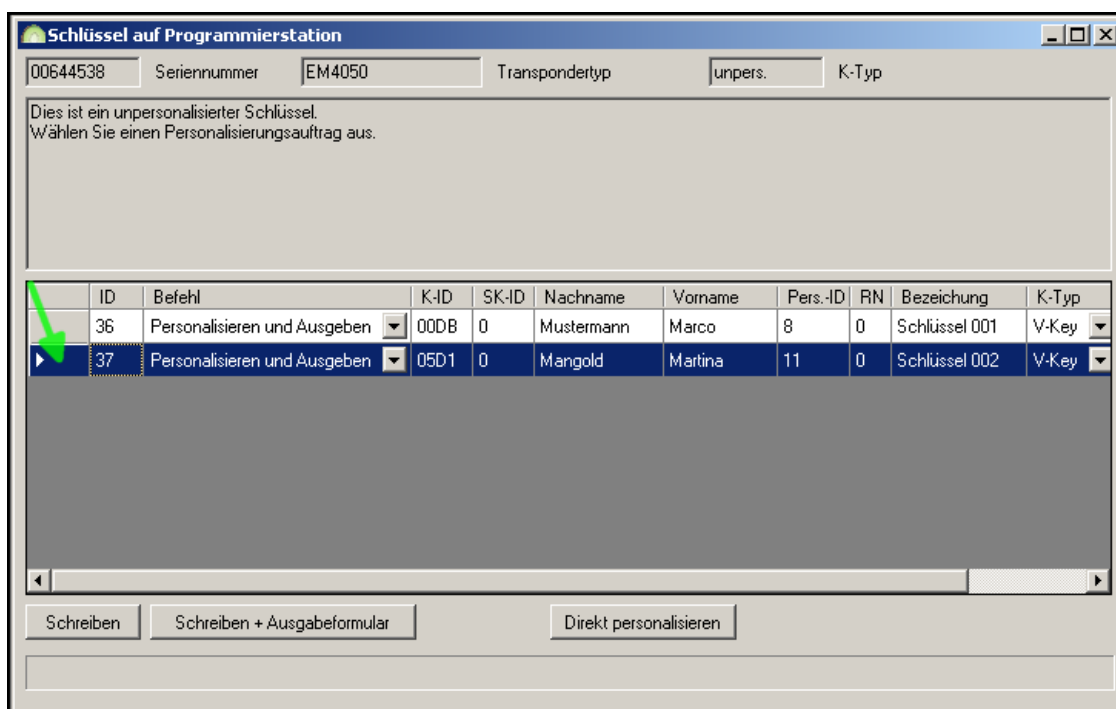 Schlüssel auf Programmierstation
00644538 Seriennummer EM4050 Transpondertyp unpers. K-Typ
Dies ist ein unpersonalisierter Schlüssel.
Wählen Sie einen Personalisierungsauftrag aus.
ID Befehl K-ID SK-ID Nachname Vorname Pers.-ID RN Bezeichung K-Typ
36 Personalisieren und Ausgeben 00DB 0 Mustermann Marco 8 0 Schlüssel 001 V-Key
37 Personalisieren und Ausgeben 05D1 0 Mangold Martina 11 0 Schlüssel 002 V-Key
Schreiben Schreiben + Ausgabeformular Direkt personalisieren